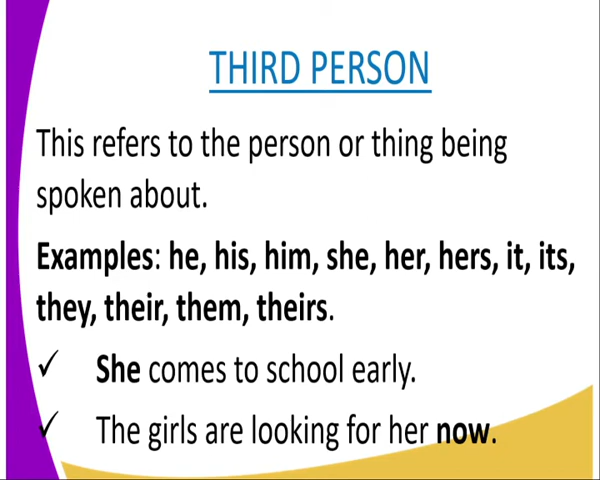 THIRD PERSON
This refers to the person or thing being
spoken about.
Examples: he, his, him, she, her, hers, it, its,
they, their, them, theirs.
✓ She comes to school early.
✓ The girls are looking for her now.